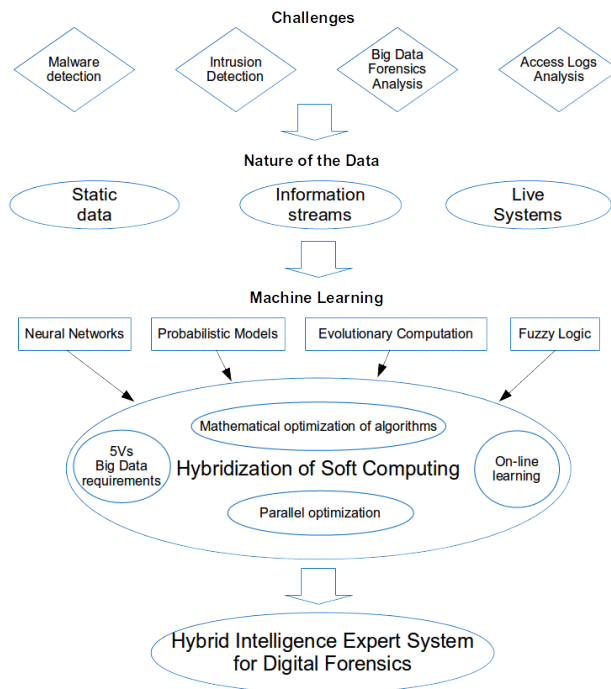 Challenges
Malware
detection
Intrusion
Detection
Big Data
Forensics
Analysis
Access Logs
Analysis
Nature of the Data
Static
data
Information
streams
Live
Systems
Machine Learning
Neural Networks
Probabilistic Models
Evolutionary Computation
Fuzzy Logic
Mathematical optimization of algorithms
5Vs
Big Data
requirements
Hybridization of Soft Computing
On-line
learning
Parallel optimization
Hybrid Intelligence Expert System
for Digital Forensics